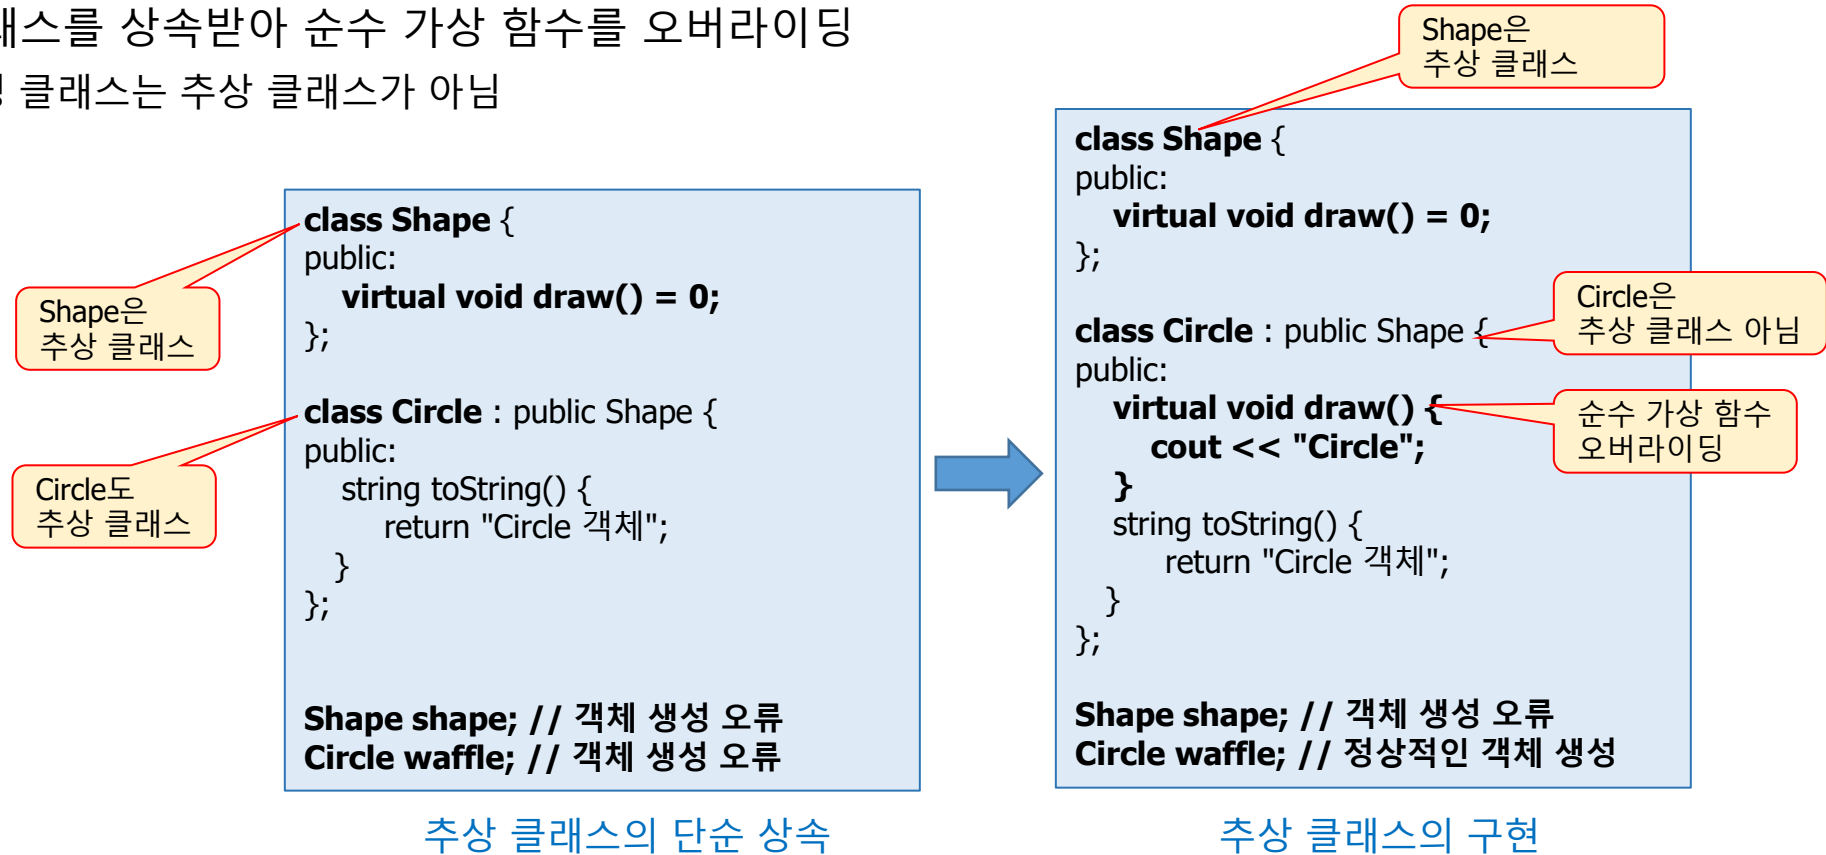 를 상속받아 순수 가상 함수를 오버라이딩
클래스는 추상 클래스가 아님
Shape은
추상 클래스
Circle도
추상 클래스
class Shape {
public:
virtual void draw() = 0;
};
class Circle : public Shape {
public:
string toString() {
return "Circle 객체";
}
};
Shape shape; // 객체 생성 오류
Circle waffle; // 객체 생성 오류
추상 클래스의 단순 상속
Shape은
추상 클래스
class Shape {
public:
virtual void draw() = 0;
};
class Circle : public Shape {
public:
virtual void draw() {
cout << "Circle";
}
string toString() {
return "Circle 객체";
}
};
Shape shape; // 객체 생성 오류
Circle waffle; // 정상적인 객체 생성
Circle은
추상 클래스 아님
순수 가상 함수
오버라이딩
추상 클래스의 구현